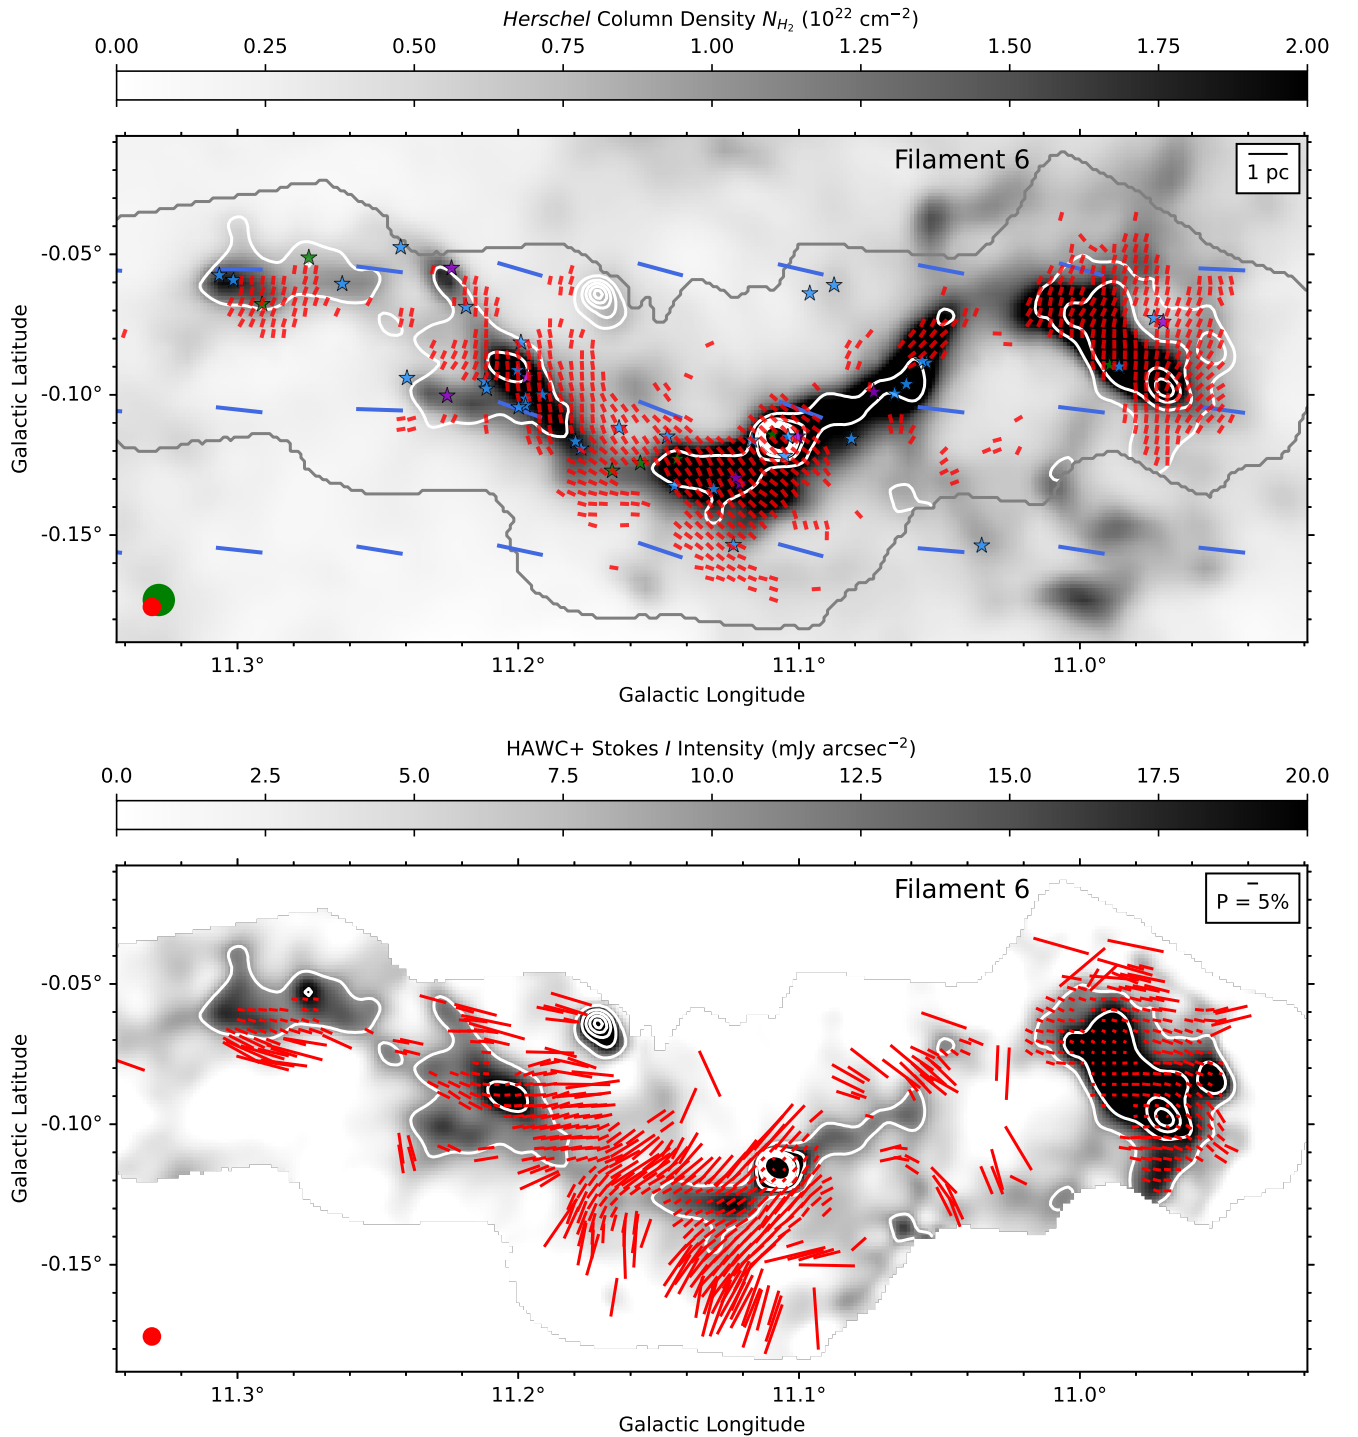 Herschel Column Density N_{H_2} (10^{22} cm^{-2})
0.00 0.25 0.50 0.75 1.00 1.25 1.50 1.75 2.00
Filament 6
1 pc
-0.05°
-0.10°
-0.15°
Galactic Latitude
11.3° 11.2° 11.1° 11.0°
Galactic Longitude
HAWC+ Stokes I Intensity (mJy arcsec^{-2})
0.0 2.5 5.0 7.5 10.0 12.5 15.0 17.5 20.0
Filament 6
P = 5%
-0.05°
-0.10°
-0.15°
Galactic Latitude
11.3° 11.2° 11.1° 11.0°
Galactic Longitude